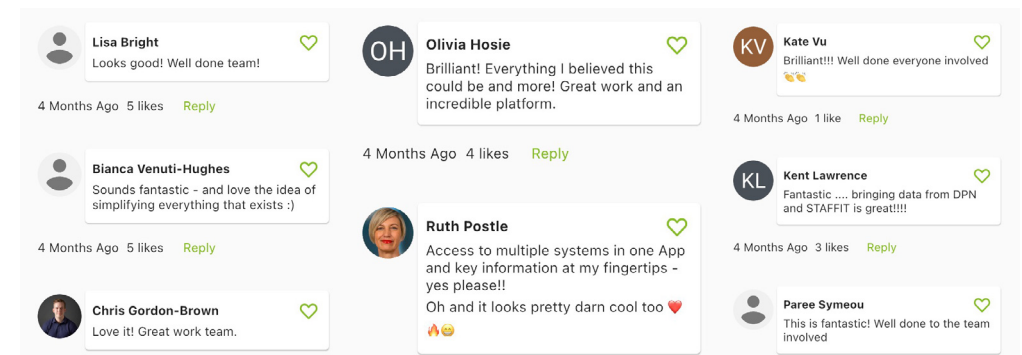 Lisa Bright
Looks good! Well done team!
4 Months Ago 5 likes Reply
Bianca Venuti-Hughes
Sounds fantastic - and love the idea of
simplifying everything that exists :)
4 Months Ago 5 likes Reply
Chris Gordon-Brown
Love it! Great work team.
OH
Olivia Hosie
Brilliant! Everything I believed this
could be and more! Great work and an
incredible platform.
4 Months Ago 4 likes Reply
Ruth Postle
Access to multiple systems in one App
and key information at my fingertips -
yes please!!
Oh and it looks pretty darn cool too ❤️
🔥😁
KV
Kate Vu
Brilliant!!! Well done everyone involved
👏👏
4 Months Ago 1 like Reply
KL
Kent Lawrence
Fantastic .... bringing data from DPN
and STAFFIT is great!!!!
4 Months Ago 3 likes Reply
Paree Symeou
This is fantastic! Well done to the team
involved